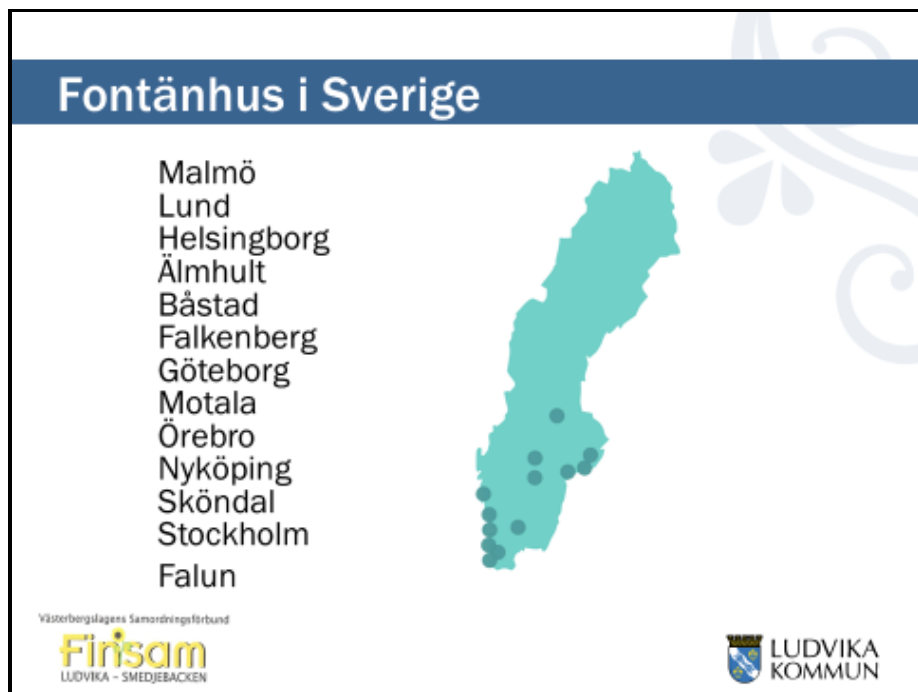 Fontänhus i Sverige
Malmö
Lund
Helsingborg
Älmhult
Båstad
Falkenberg
Göteborg
Motala
Örebro
Nyköping
Sköndal
Stockholm
Falun
Västerbergslagens Samordningsförbund
Finsam
LUDVIKA – SMEDJEBACKEN
LUDVIKA
KOMMUN